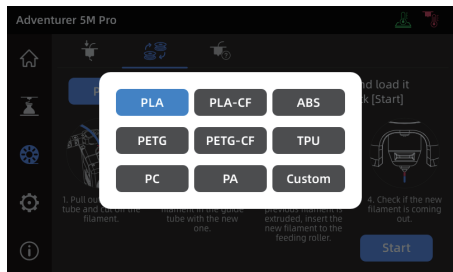 Adventurer 5M Pro
nd load it
k [Start]
PLA
PLA-CF
ABS
PETG
PETG-CF
TPU
PC
PA
Custom
1. Pull ou
tube and cut off the
filament.
filament in the guide
tube with the new
one.
previous filament is
extruded, insert the
new filament to the
feeding roller.
4. Check if the new
filament is coming
out.
Start